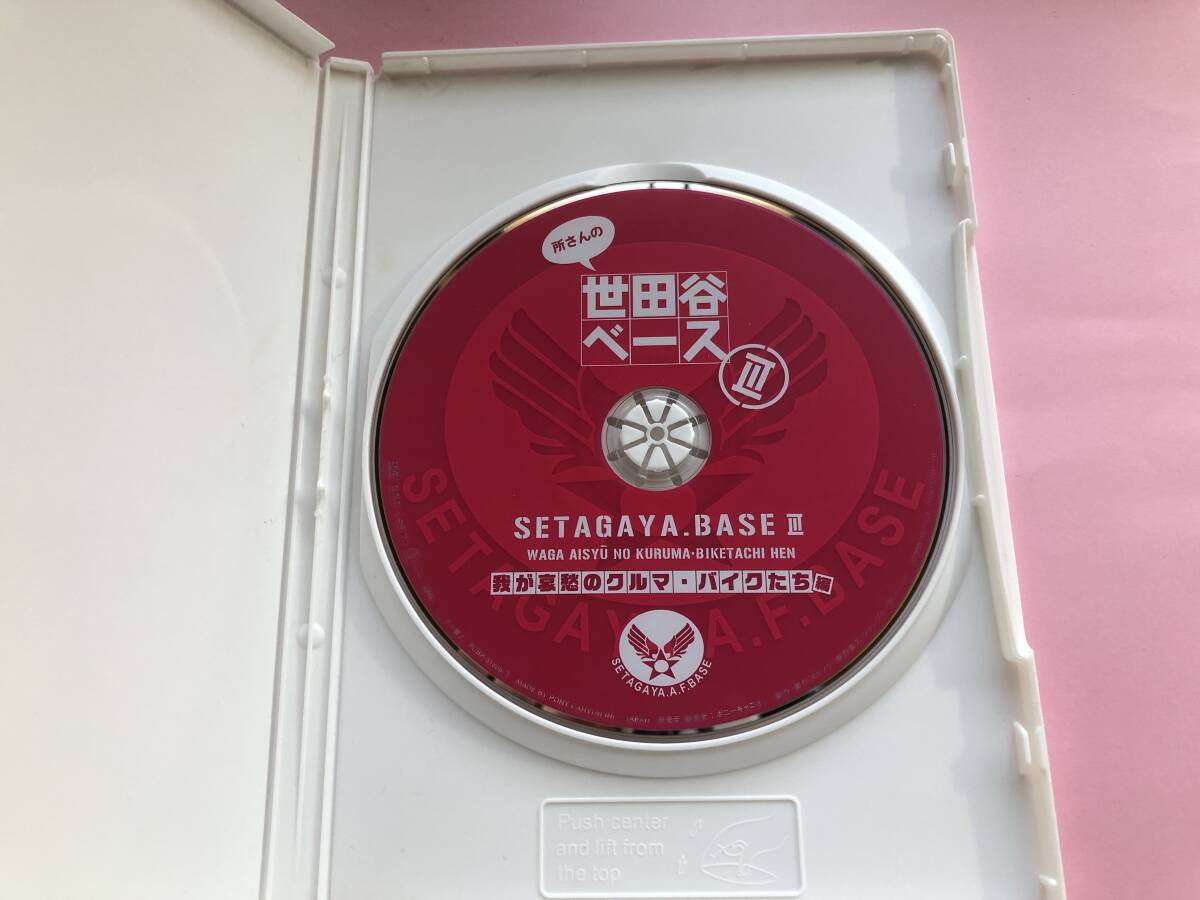 所さんの
世田谷
ベース
III
SETAGAYA.BASE III
WAGA AISYŪ NO KURUMA・BIKETACHI HEN
我が哀愁のクルマ・バイクたち編
SETAGAYA.A.F.BASE
SETAGAYA.A.F.BASE
Push center
and lift from
the top